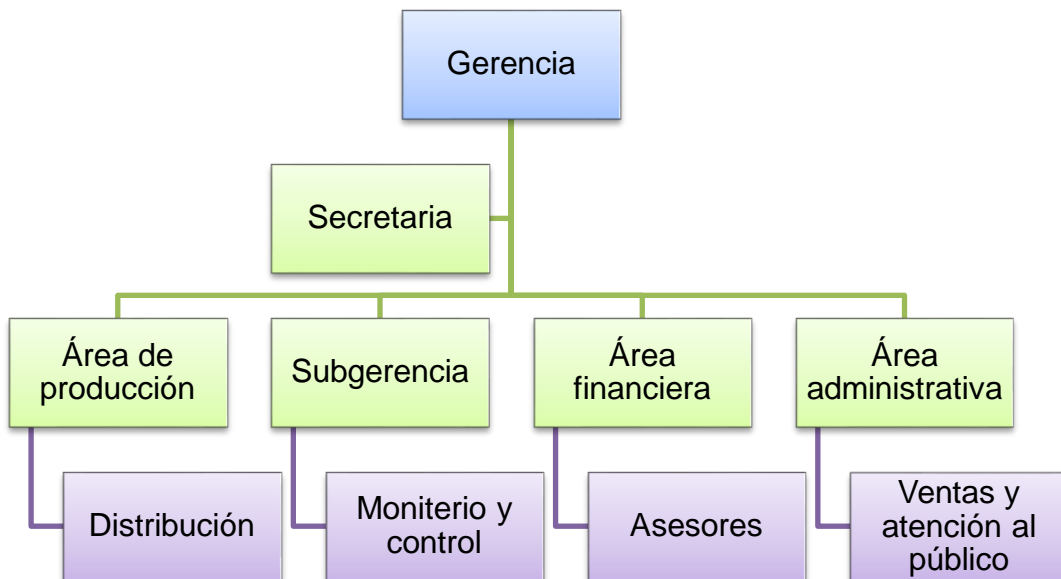 Gerencia
Secretaria
Área de
producción
Subgerencia
Área
financiera
Área
administrativa
Distribución
Moniterio y
control
Asesores
Ventas y
atención al
público